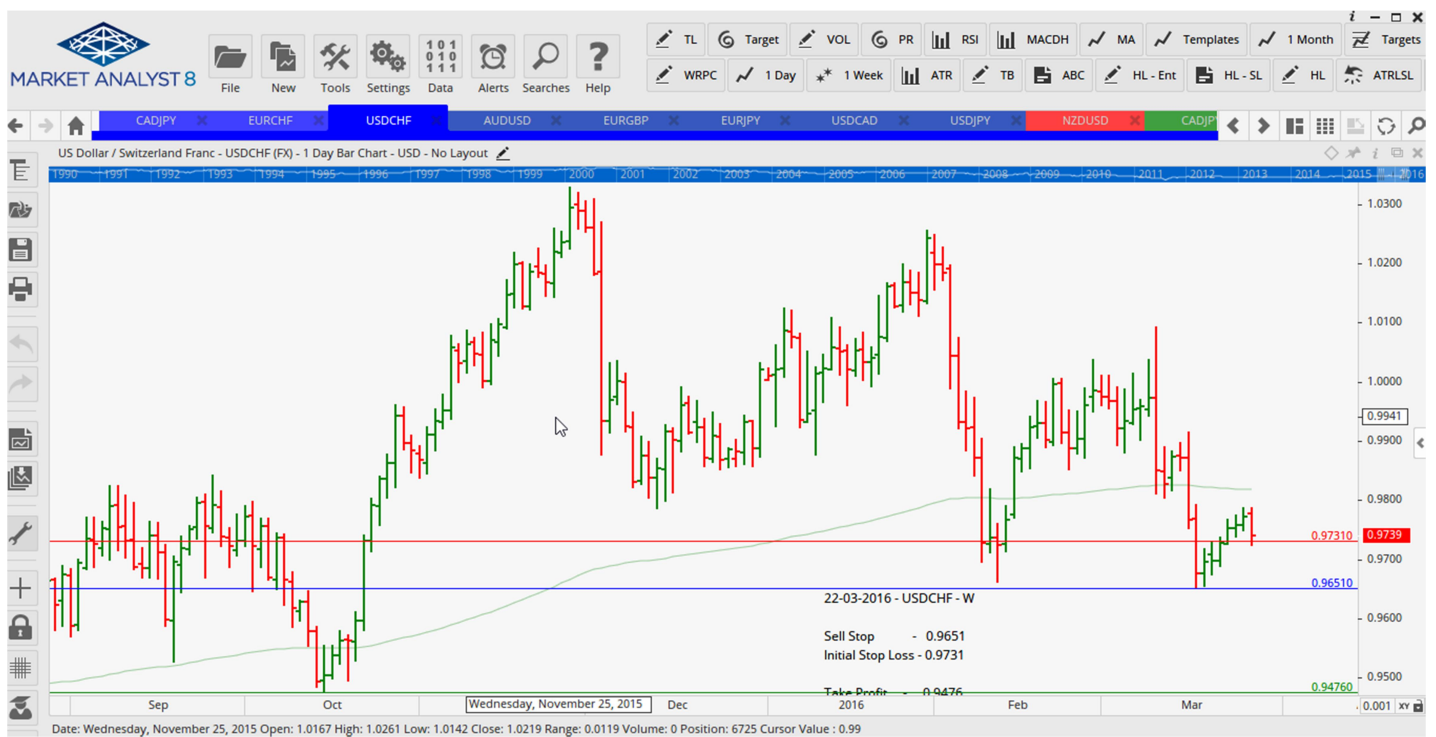 MARKET ANALYST 8
File
New
Tools
Settings
101
010
111
Data
Alerts
Searches
?
Help
TL
Target
VOL
PR
RSI
MACDH
MA
Templates
1 Month
Targets
WRPC
1 Day
1 Week
ATR
TB
ABC
HL - Ent
HL - SL
HL
ATRLSL
CADJPY
EURCHF
USDCHF
AUDUSD
EURGBP
EURJPY
USDCAD
USDJPY
NZDUSD
CADJP
US Dollar / Switzerland Franc - USDCHF (FX) - 1 Day Bar Chart - USD - No Layout
1990 1991 1992 1993 1994 1995 1996 1997 1998 1999 2000 2001 2002 2003 2004 2005 2006 2007 2008 2009 2010 2011 2012 2013 2014 2015 2016
1.0300
1.0200
1.0100
1.0000
0.9941
0.9900
0.9800
0.97310
0.9739
0.9700
0.96510
22-03-2016 - USDCHF - W
0.9600
Sell Stop - 0.9651
Initial Stop Loss - 0.9731
0.9500
0.94760
Take Profit - 0.9476
Sep
Oct
Wednesday, November 25, 2015
Dec
2016
Feb
Mar
0.001
XY
Date: Wednesday, November 25, 2015 Open: 1.0167 High: 1.0261 Low: 1.0142 Close: 1.0219 Range: 0.0119 Volume: 0 Position: 6725 Cursor Value : 0.99